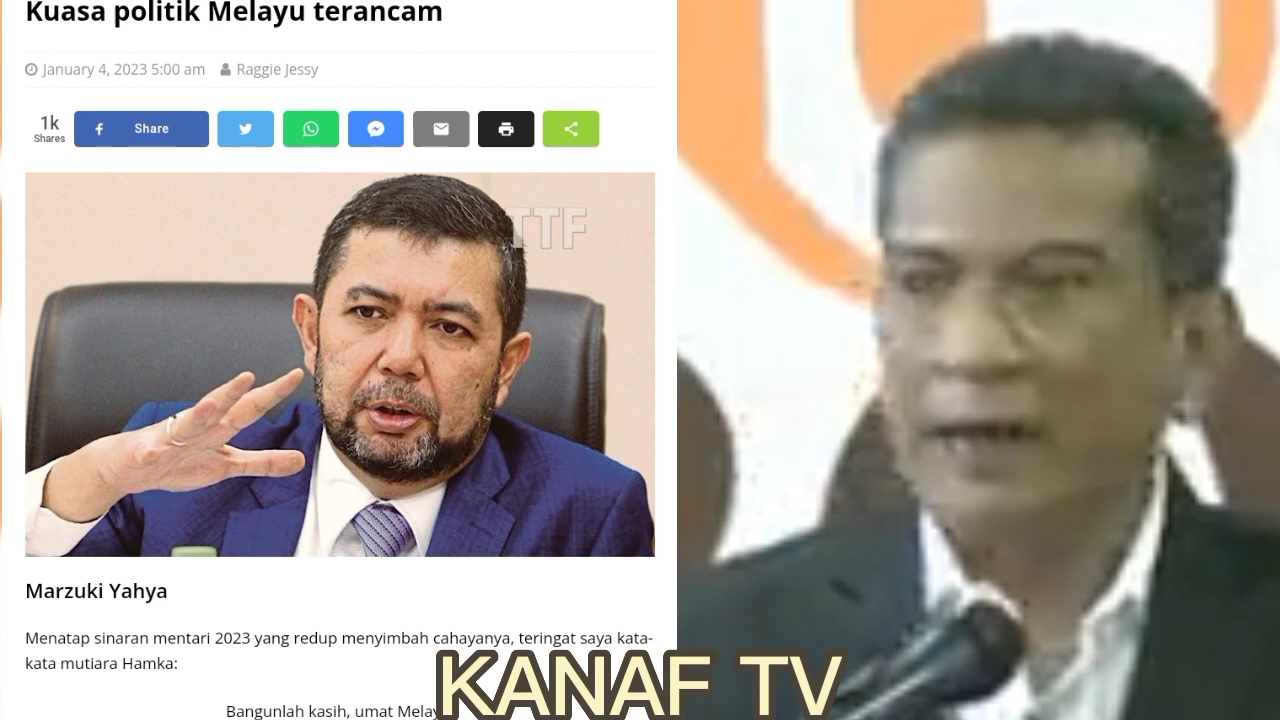 Kuasa politik Melayu terancam
January 4, 2023 5:00 am Raggie Jessy
1k
Shares
Share
TTF
Marzuki Yahya
Menatap sinaran mentari 2023 yang redup menyimbah cahayanya, teringat saya kata-
kata mutiara Hamka:
Bangunlah kasih, umat
KANAF TV